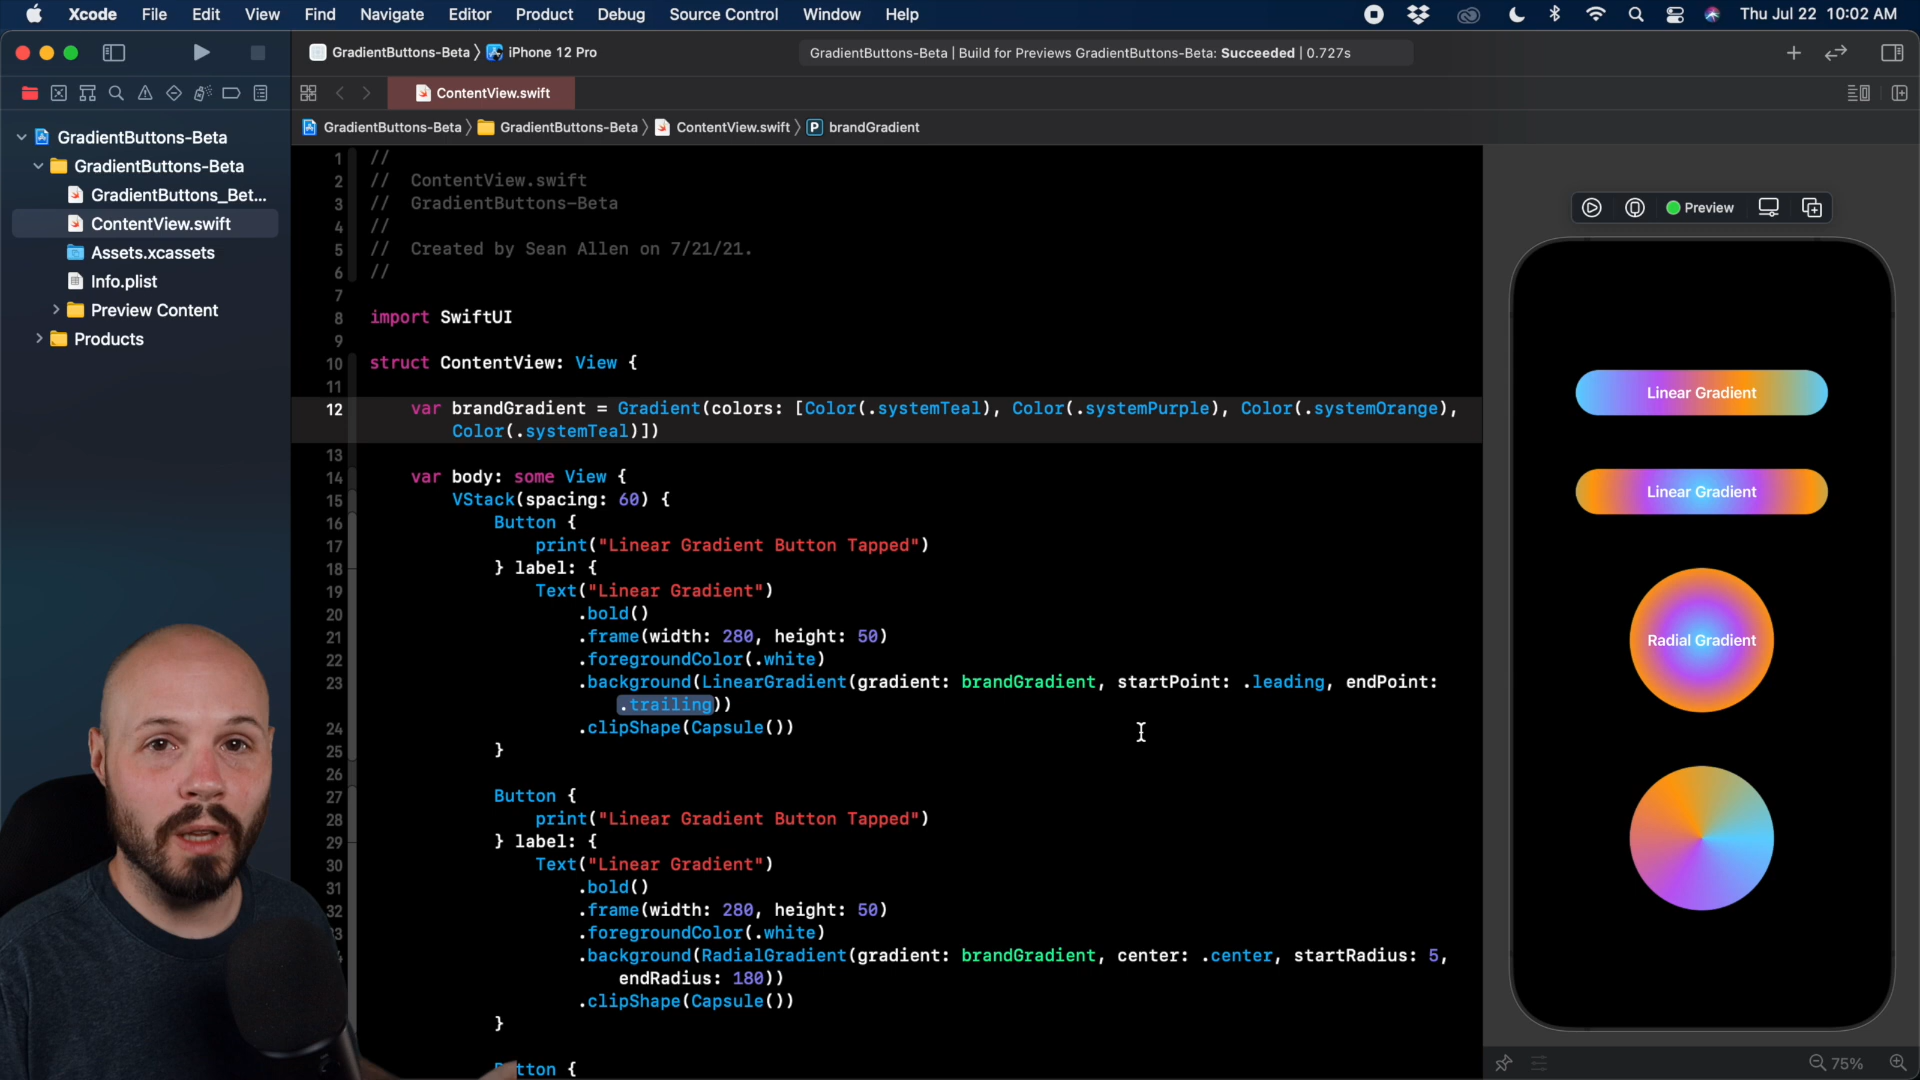 Xcode File Edit View Find Navigate Editor Product Debug Source Control Window Help Thu Jul 22 10:02 AM
GradientButtons-Beta 〉 iPhone 12 Pro
GradientButtons-Beta | Build for Previews GradientButtons-Beta: Succeeded | 0.727s
ContentView.swift
GradientButtons-Beta 〉 GradientButtons-Beta 〉 ContentView.swift 〉 P brandGradient
GradientButtons-Beta
GradientButtons-Beta
GradientButtons_Bet...
ContentView.swift
Assets.xcassets
Info.plist
Preview Content
Products
1 //
2 // ContentView.swift
3 // GradientButtons-Beta
4 //
5 // Created by Sean Allen on 7/21/21.
6 //
7
8 import SwiftUI
9
10 struct ContentView: View {
11
12 var brandGradient = Gradient(colors: [Color(.systemTeal), Color(.systemPurple), Color(.systemOrange),
Color(.systemTeal)])
13
14 var body: some View {
15 VStack(spacing: 60) {
16 Button {
17 print("Linear Gradient Button Tapped")
18 } label: {
19 Text("Linear Gradient")
20 .bold()
21 .frame(width: 280, height: 50)
22 .foregroundColor(.white)
23 .background(LinearGradient(gradient: brandGradient, startPoint: .leading, endPoint:
.trailing))
24 .clipShape(Capsule())
25 }
26
27 Button {
28 print("Linear Gradient Button Tapped")
29 } label: {
30 Text("Linear Gradient")
31 .bold()
32 .frame(width: 280, height: 50)
.foregroundColor(.white)
.background(RadialGradient(gradient: brandGradient, center: .center, startRadius: 5,
endRadius: 180))
.clipShape(Capsule())
}
tton {
Preview
Linear Gradient
Linear Gradient
Radial Gradient
75%